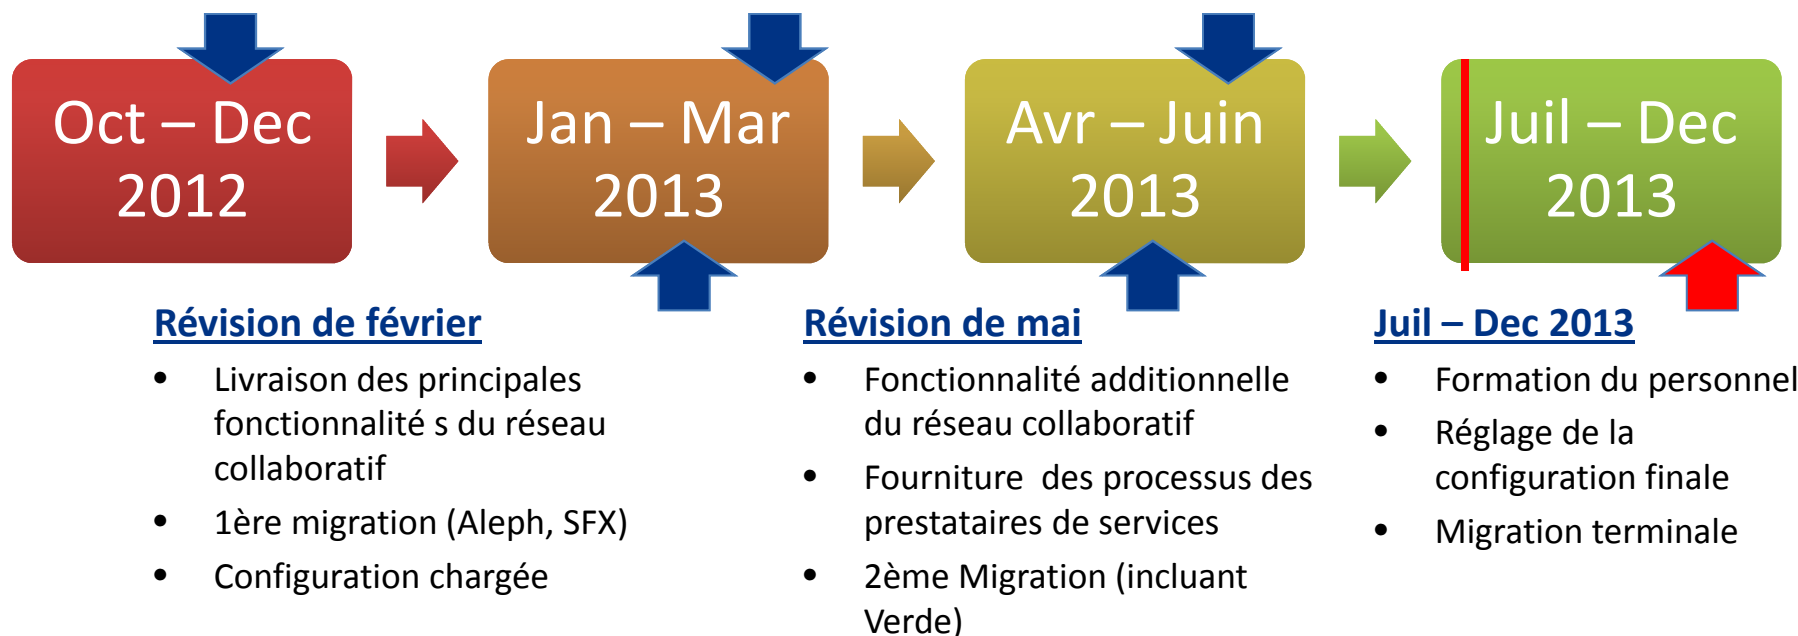 Oct – Dec
2012
Jan – Mar
2013
Avr – Juin
2013
Juil – Dec
2013
Révision de février
• Livraison des principales
fonctionnalité s du réseau
collaboratif
• 1ère migration (Aleph, SFX)
• Configuration chargée
Révision de mai
• Fonctionnalité additionnelle
du réseau collaboratif
• Fourniture  des processus des
prestataires de services
• 2ème Migration (incluant
Verde)
Juil – Dec 2013
• Formation du personnel
• Réglage de la
configuration finale
• Migration terminale